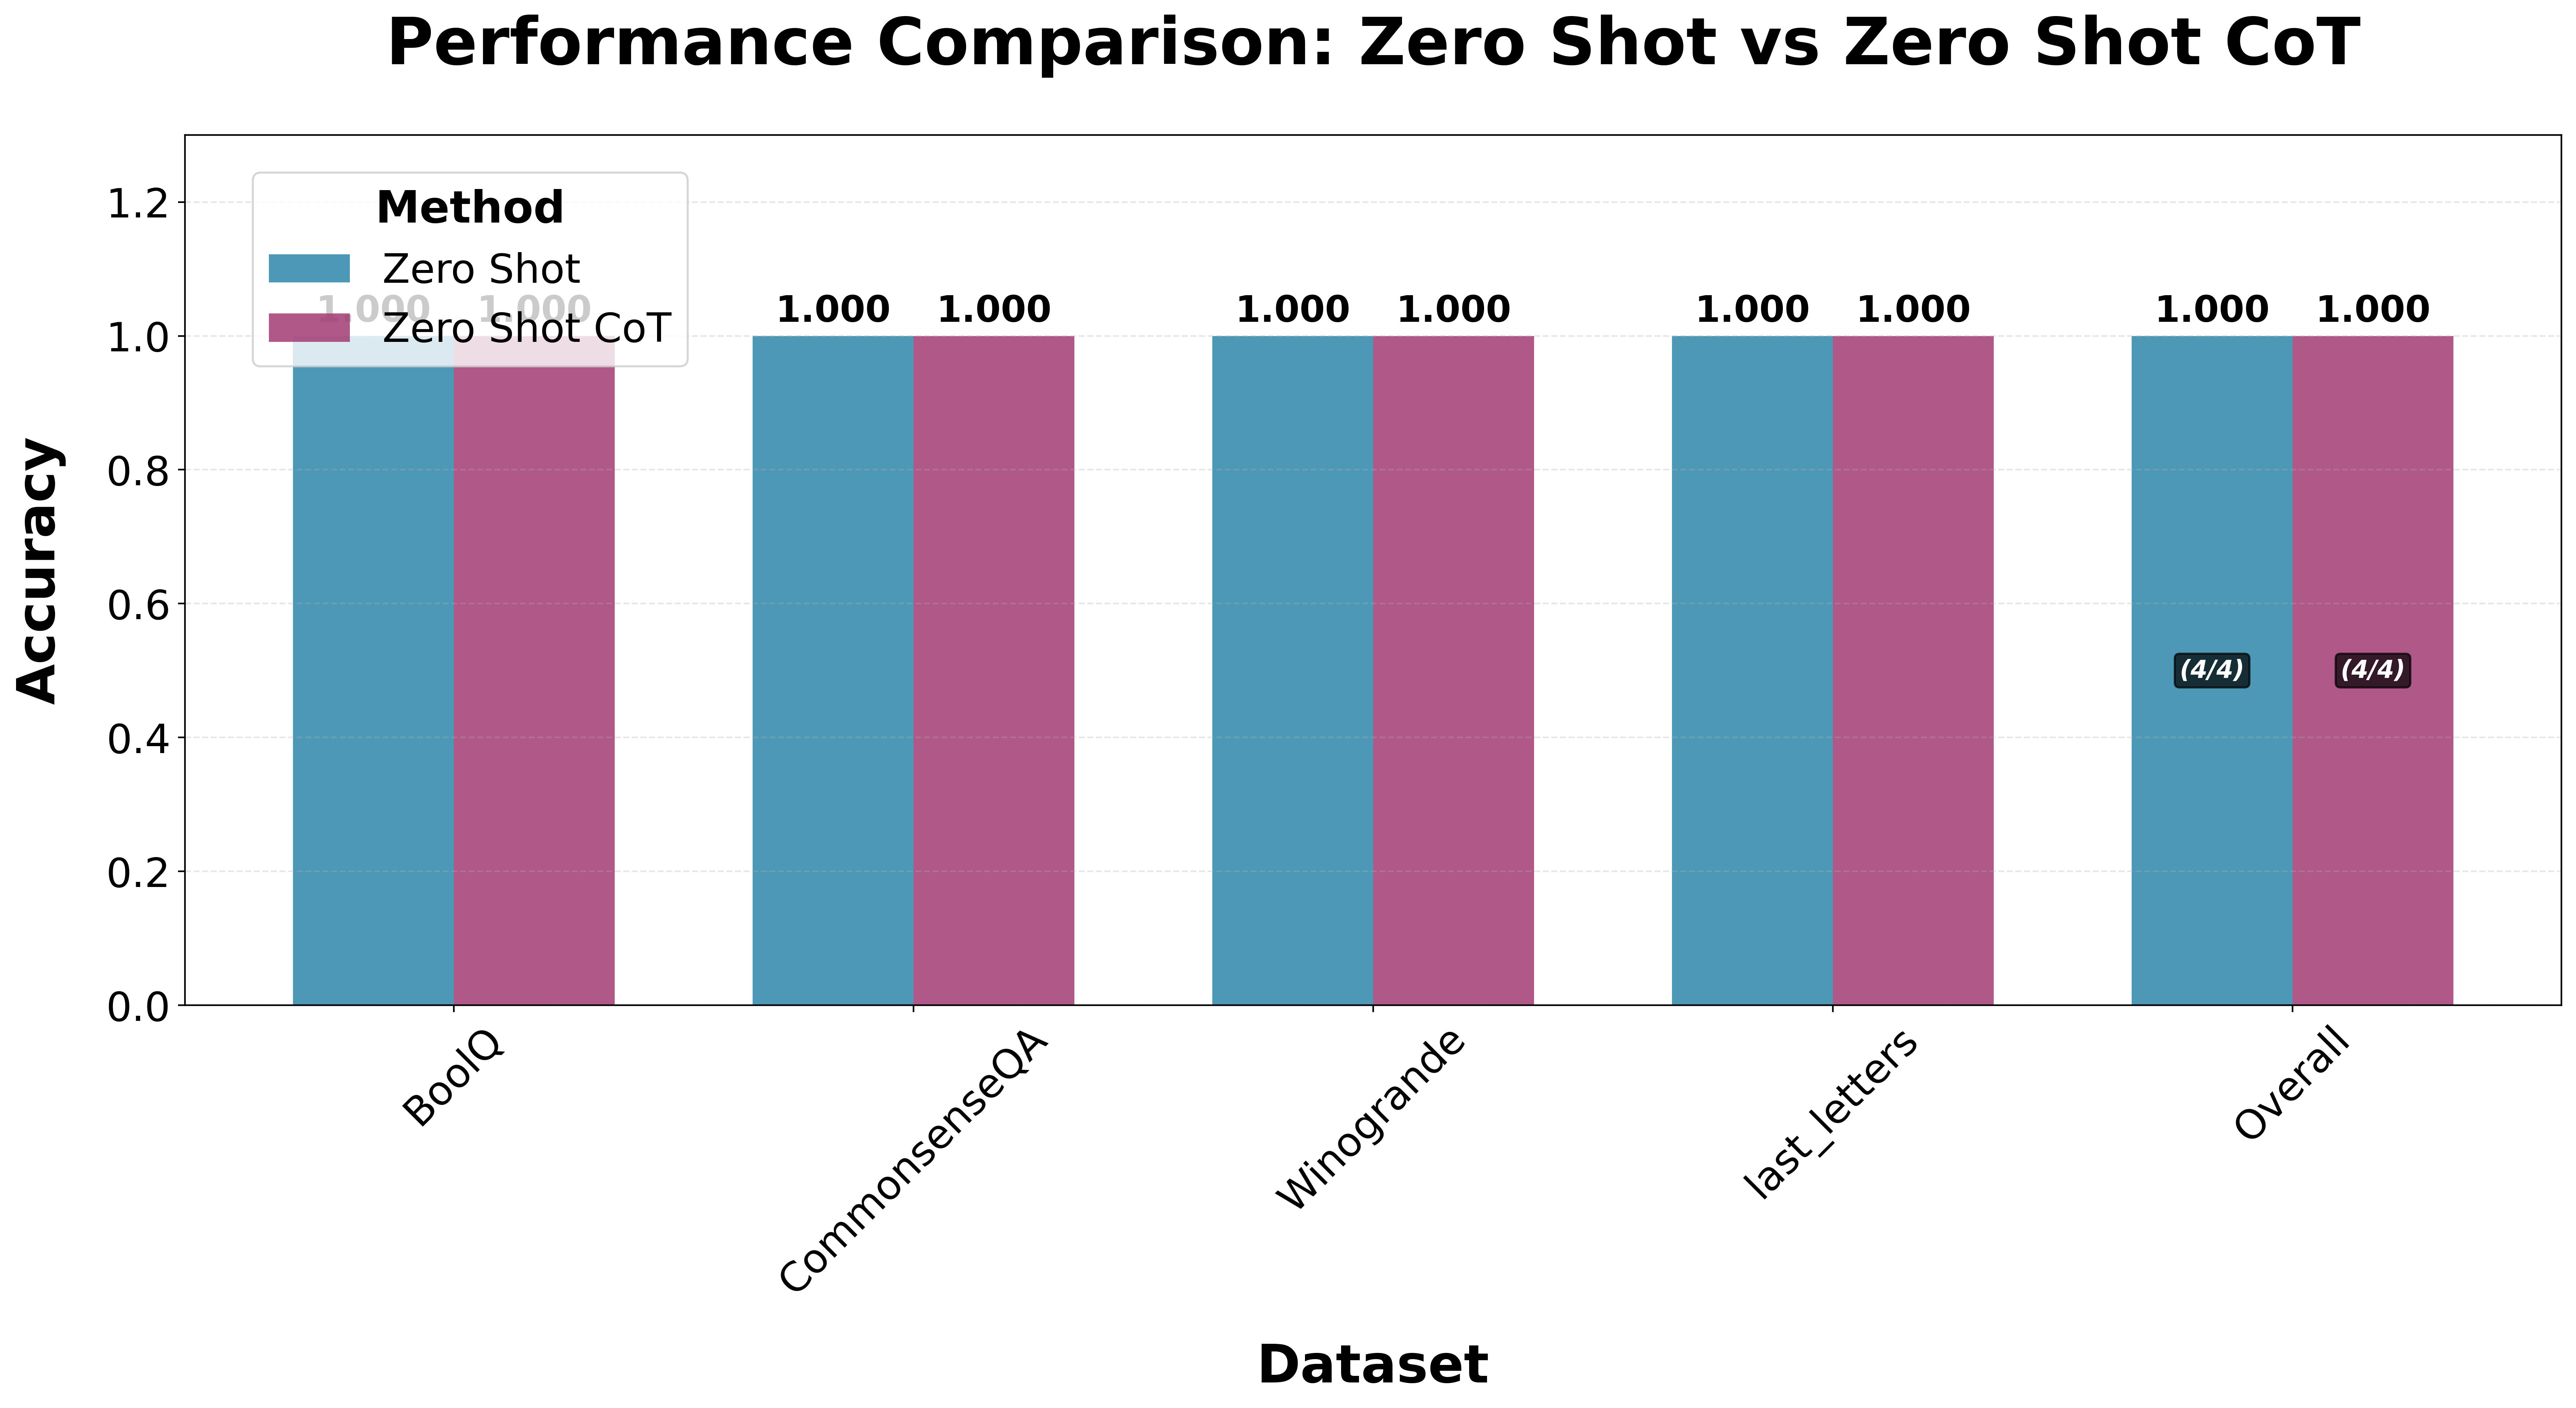 Performance Comparison: Zero Shot vs Zero Shot CoT
Accuracy
1.2
1.0
0.8
0.6
0.4
0.2
0.0
Method
Zero Shot
Zero Shot CoT
1.000 1.000
1.000 1.000
1.000 1.000
1.000 1.000
1.000 1.000
(4/4) (4/4)
BoolQ
CommonsenseQA
Winogrande
last_letters
Overall
Dataset